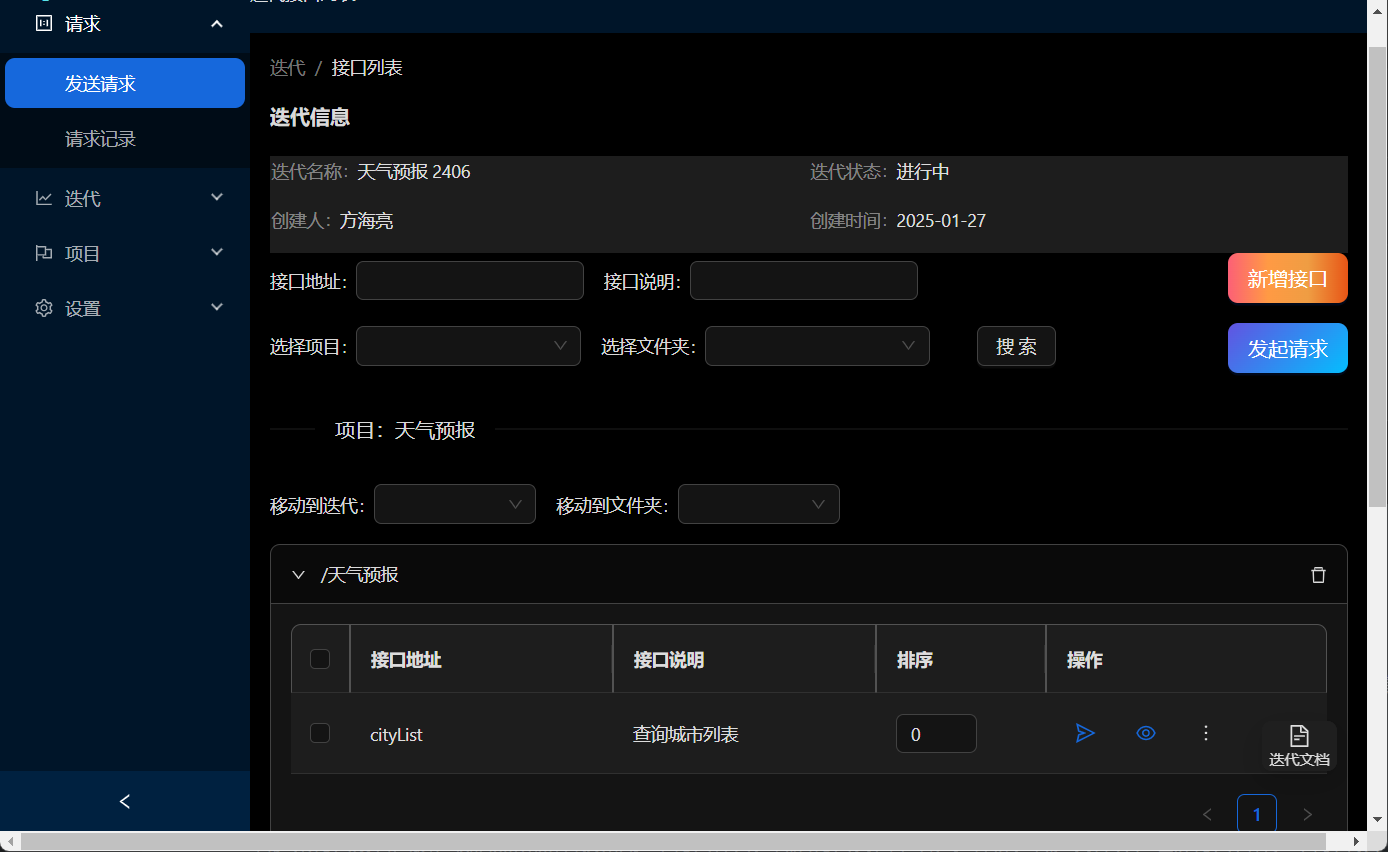 请求
发送请求
请求记录
迭代
项目
设置
迭代 / 接口列表
迭代信息
迭代名称: 天气预报 2406
迭代状态: 进行中
创建人: 方海亮
创建时间: 2025-01-27
接口地址:
接口说明:
新增接口
选择项目:
选择文件夹:
搜 索
发起请求
项目：天气预报
移动到迭代:
移动到文件夹:
/天气预报
接口地址
接口说明
排序
操作
cityList
查询城市列表
0
迭代文档
1